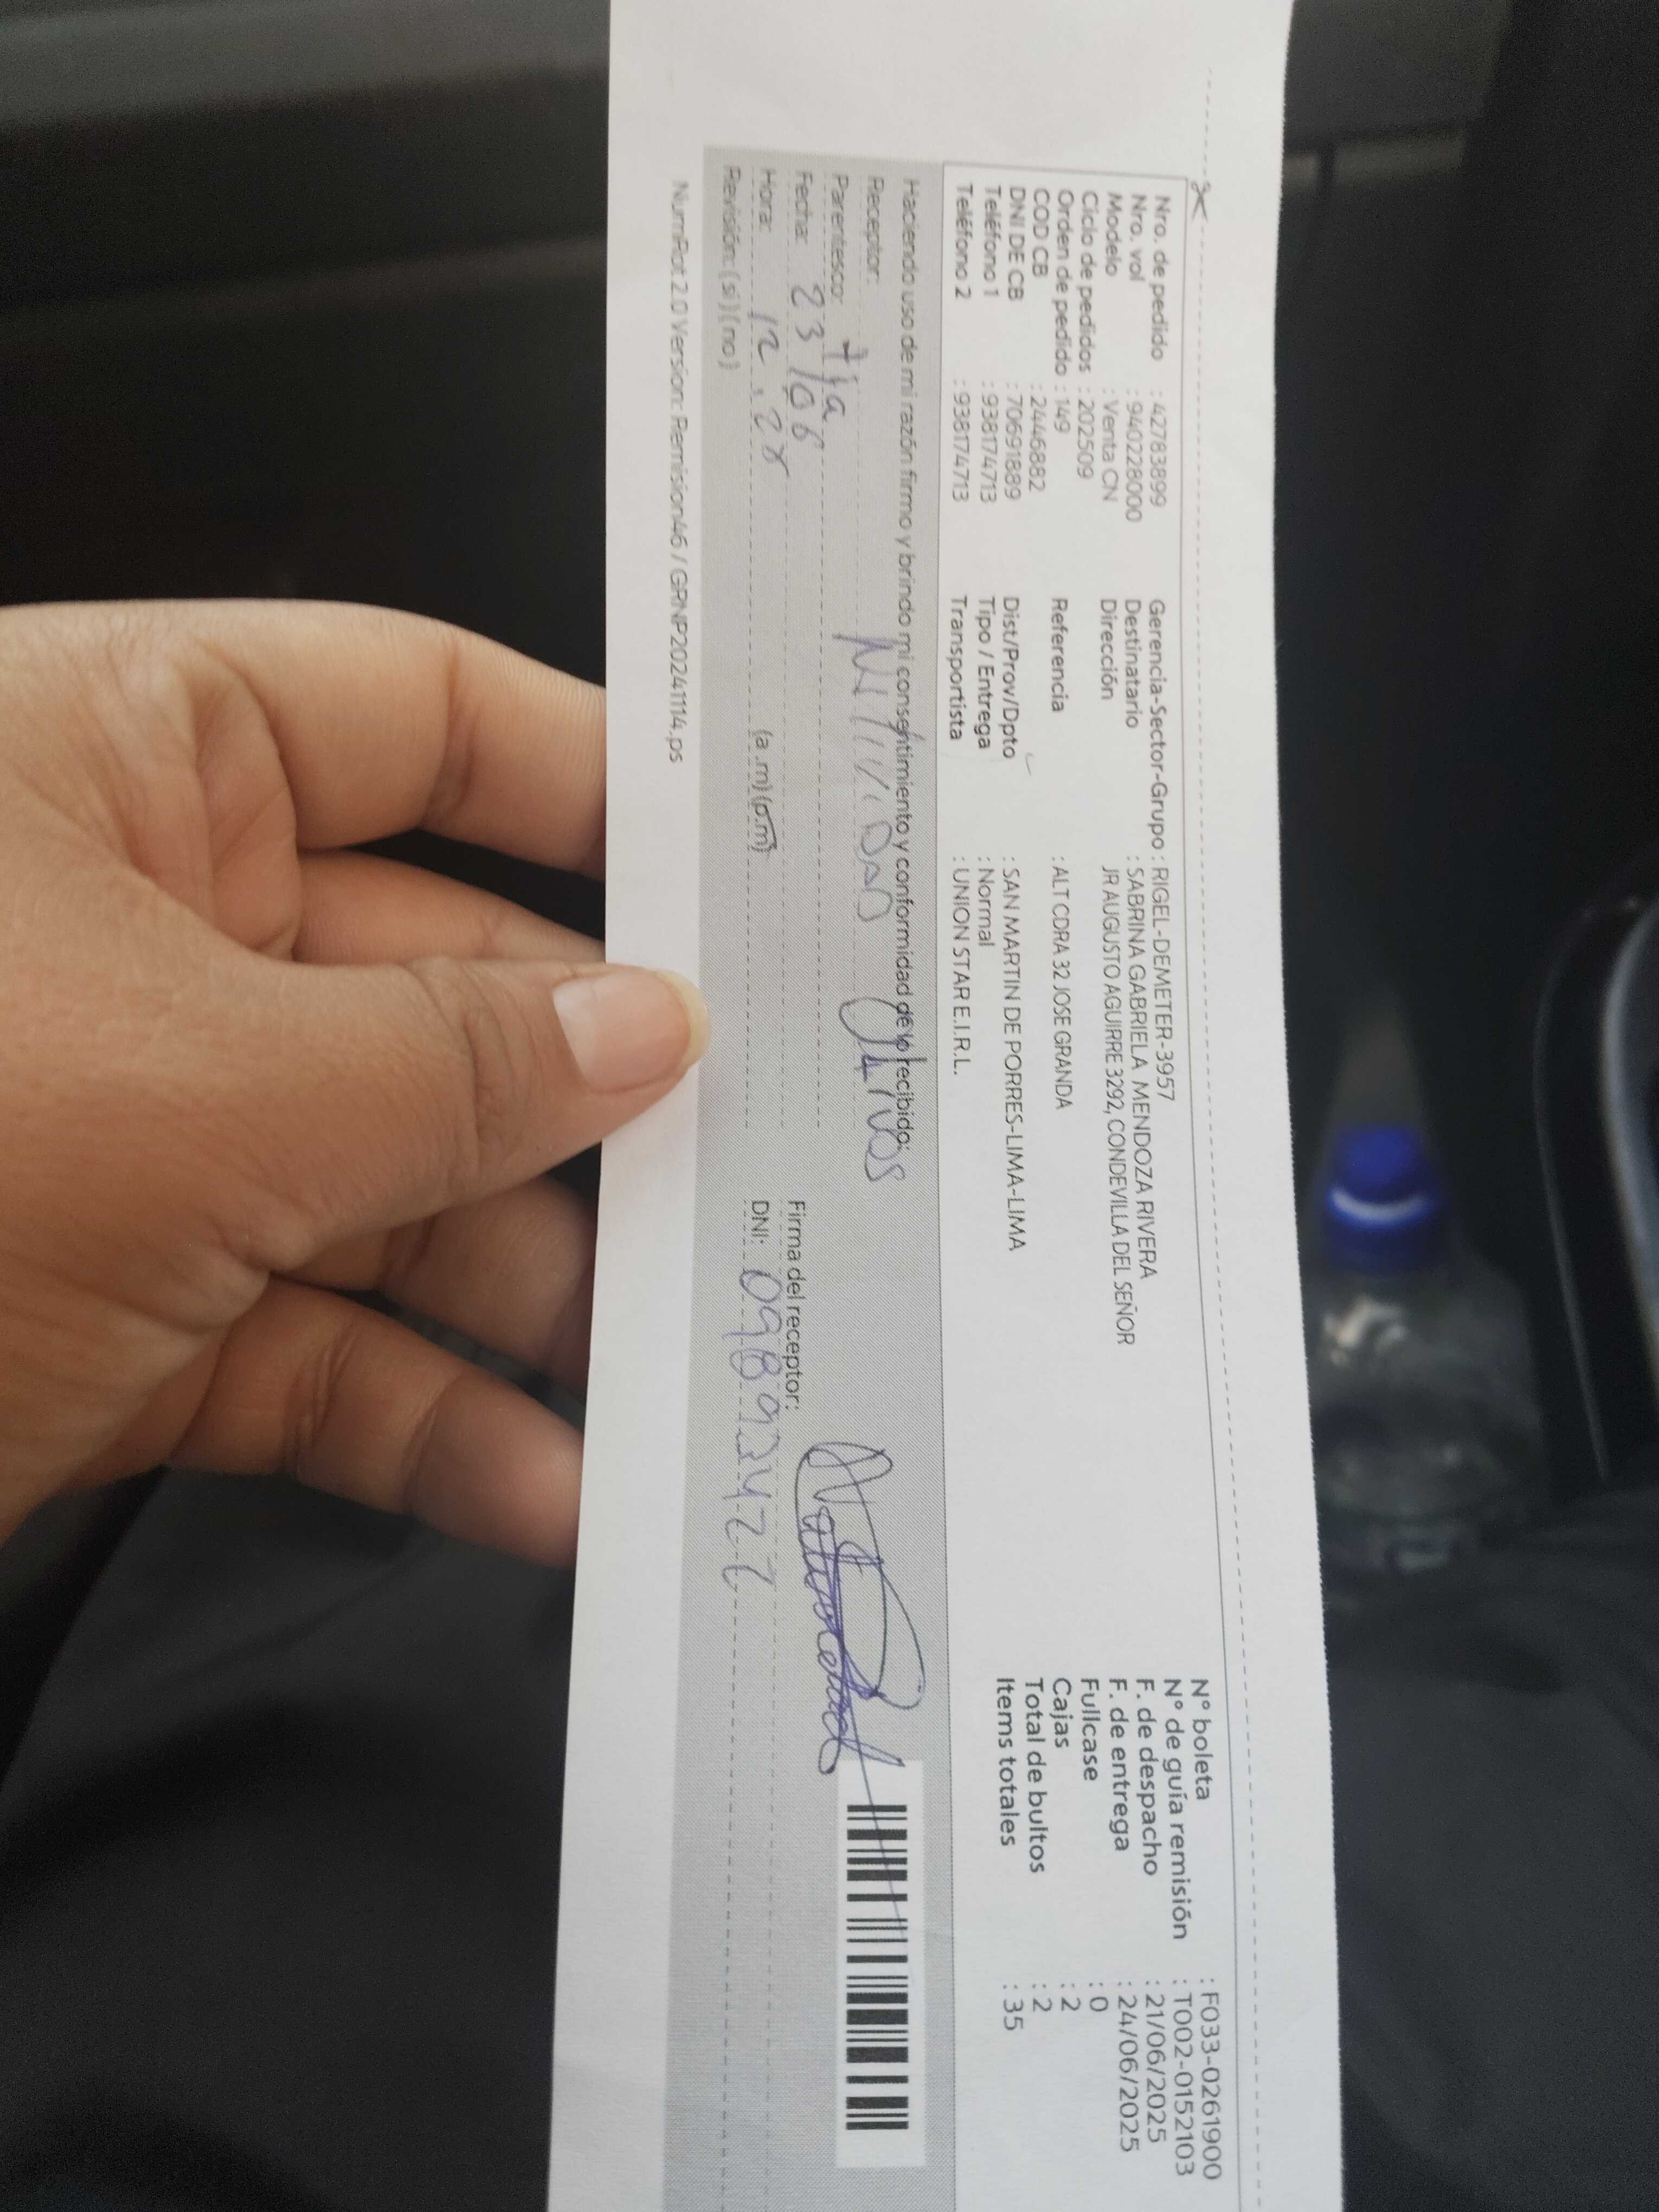 Nro. de pedido : 42783899
Nro. vol : 940228000
Modelo : Venta CN
Ciclo de pedidos : 202509
Orden de pedido : 149
COD CB : 2446882
DNI DE CB : 70691889
Teléfono 1 : 938174713
Teléfono 2 : 938174713
Gerencia-Sector-Grupo : RIGEL-DEMETER-3957
Destinatario : SABRINA GABRIELA MENDOZA RIVERA
Dirección JR AUGUSTO AGUIRRE 3292, CONDEVILLA DEL SEÑOR
Referencia : ALT CDRA 32 JOSE GRANDA
Dist/Prov/Dpto : SAN MARTIN DE PORRES-LIMA-LIMA
Tipo / Entrega : Normal
Transportista : UNION STAR E.I.R.L.
N° boleta : F033-0261900
N° de guía remisión : T002-0152103
F. de despacho : 21/06/2025
F. de entrega : 24/06/2025
Fullcase : 0
Cajas : 2
Total de bultos : 2
Items totales : 35
Haciendo uso de mi razón firmo y brindo mi consentimiento y conformidad de lo recibido:
Receptor:
Parentesco: tia
Fecha: 23/06
Hora: 12:28 (a.m) (p.m)
Revisión: (si) (no)
Firma del receptor:
DNI: 09893427
NumRot 2.0 Version: Remision46 / GRNP20241114.ps